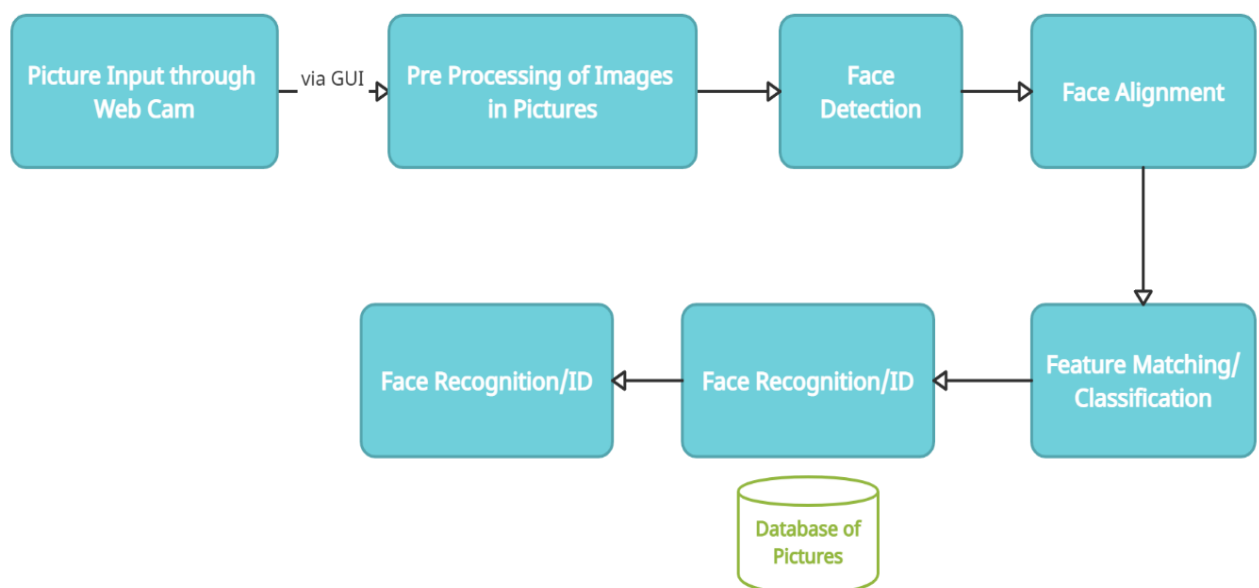 Picture Input through
Web Cam
via GUI
Pre Processing of Images
in Pictures
Face
Detection
Face Alignment
Face Recognition/ID
Face Recognition/ID
Feature Matching/
Classification
Database of
Pictures